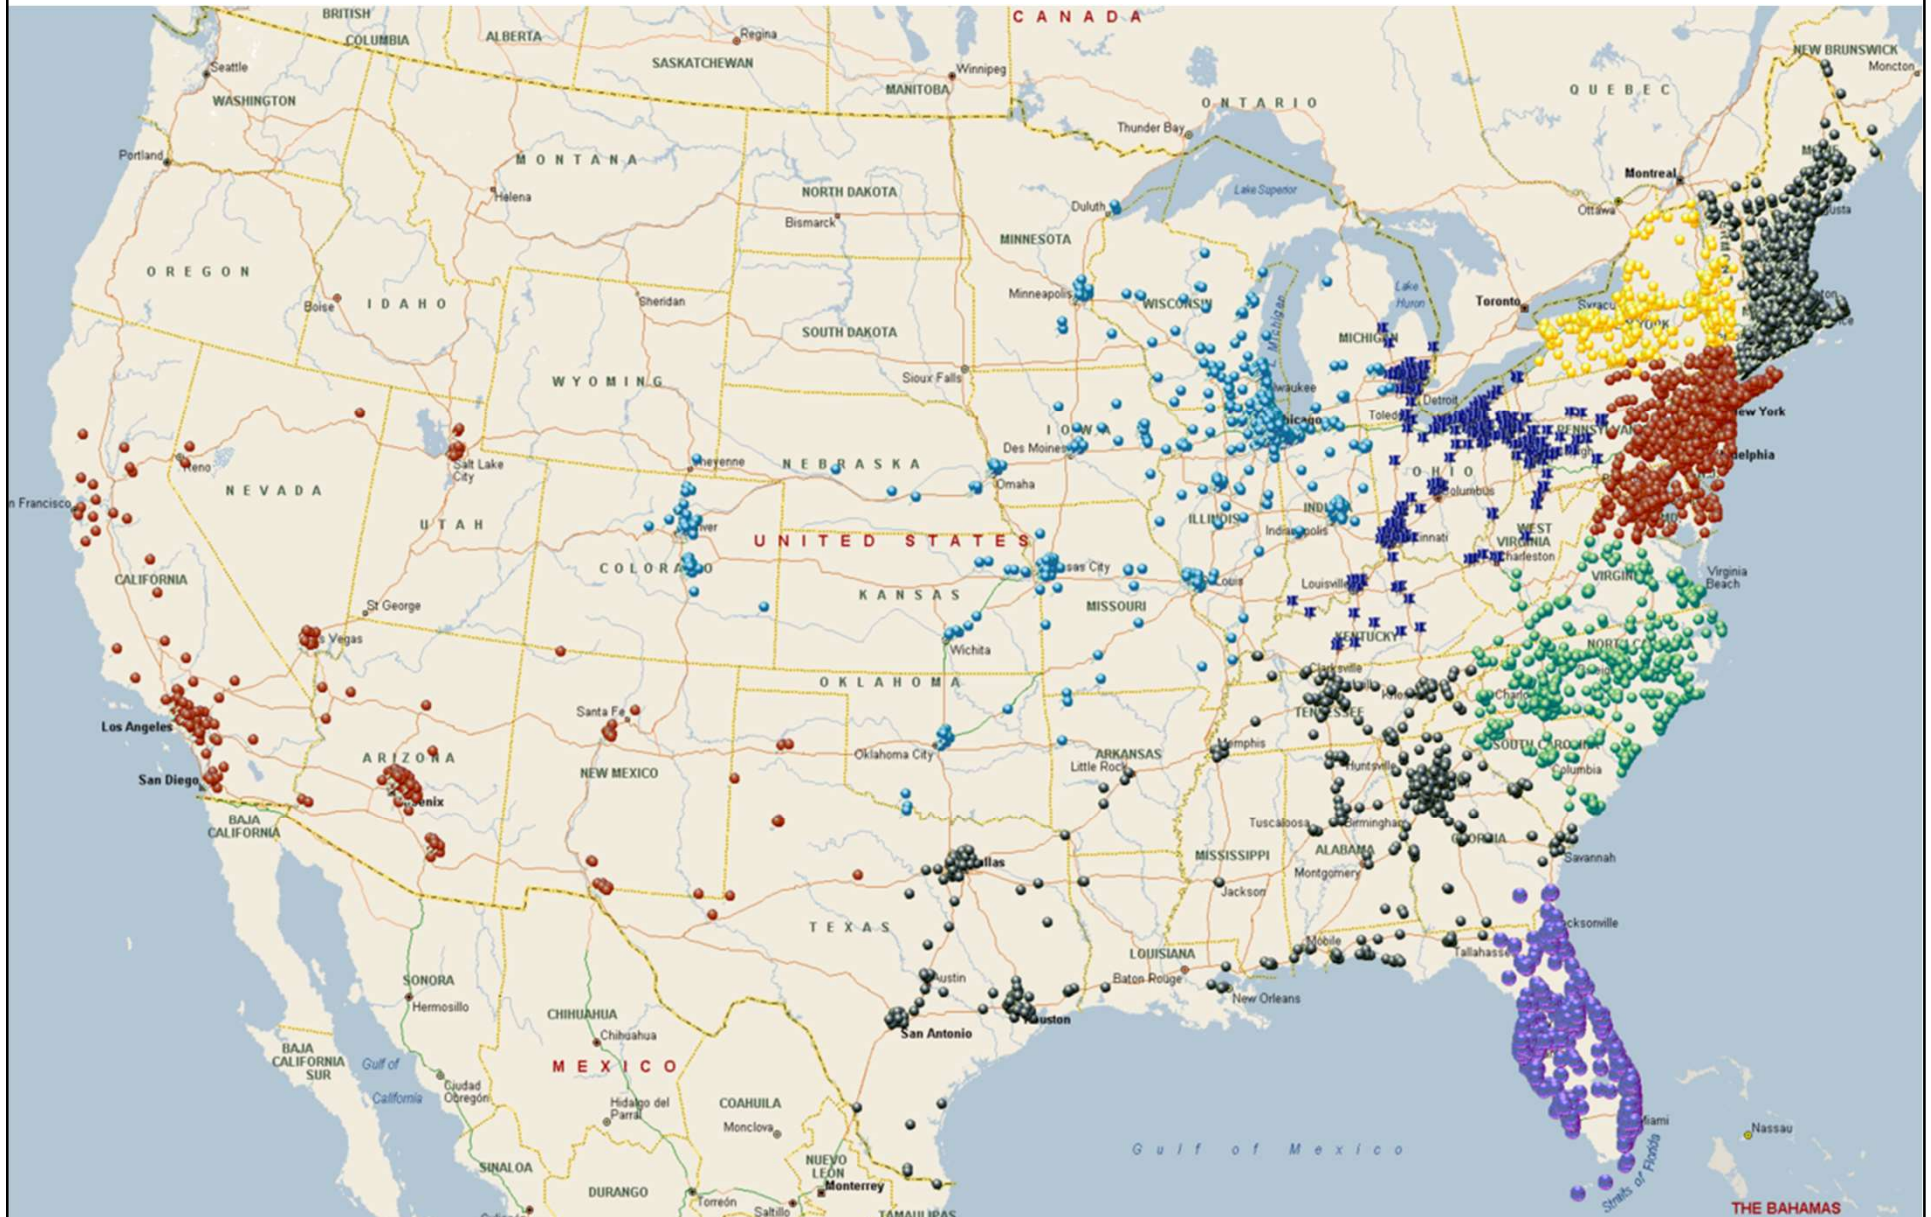 CANADA
BRITISH
COLUMBIA
ALBERTA
Regina
SASKATCHEWAN
Winnipeg
MANITOBA
ONTARIO
QUEBEC
NEW BRUNSWICK
Moncton
Seattle
WASHINGTON
Thunder Bay
Portland
MONTANA
Helena
NORTH DAKOTA
Bismarck
Duluth
Lake Superior
Montreal
Ottawa
MINNESOTA
OREGON
Boise
IDAHO
Sheridan
SOUTH DAKOTA
Minneapolis
WISCONSIN
Michigan
Lake
Huron
Toronto
MICHIGAN
WYOMING
Sioux Falls
Detroit
Toledo
New York
IOWA
Des Moines
Salt Lake
City
Reno
NEVADA
NEBRASKA
Omaha
OHIO
Columbus
UTAH
ILLINOIS
Indianapolis
WEST
VIRGINIA
Charleston
UNITED STATES
CALIFORNIA
COLORADO
KANSAS
MISSOURI
Louisville
Virginia
Beach
St George
Wichita
KENTUCKY
Clarksville
OKLAHOMA
TENNESSEE
Los Angeles
Santa Fe
ARIZONA
NEW MEXICO
Oklahoma City
ARKANSAS
Little Rock
Memphis
Huntsville
SOUTH CAROLINA
Columbia
San Diego
BAJA
CALIFORNIA
Tuscaloosa
Birmingham
GEORGIA
MISSISSIPPI
ALABAMA
Montgomery
Savannah
Jackson
TEXAS
LOUISIANA
Mobile
Baton Rouge
New Orleans
Austin
San Antonio
SONORA
Hermosillo
CHIHUAHUA
Chihuahua
MEXICO
BAJA
CALIFORNIA
SUR
Gulf of
California
Ciudad
Obregón
Hidalgo del
Parral
COAHUILA
Monclova
Gulf of Mexico
Miami
Nassau
Straits of Florida
SINALOA
DURANGO
NUEVO
LEÓN
Monterrey
Torreón
Saltillo
TAMAULIPAS
THE BAHAMAS